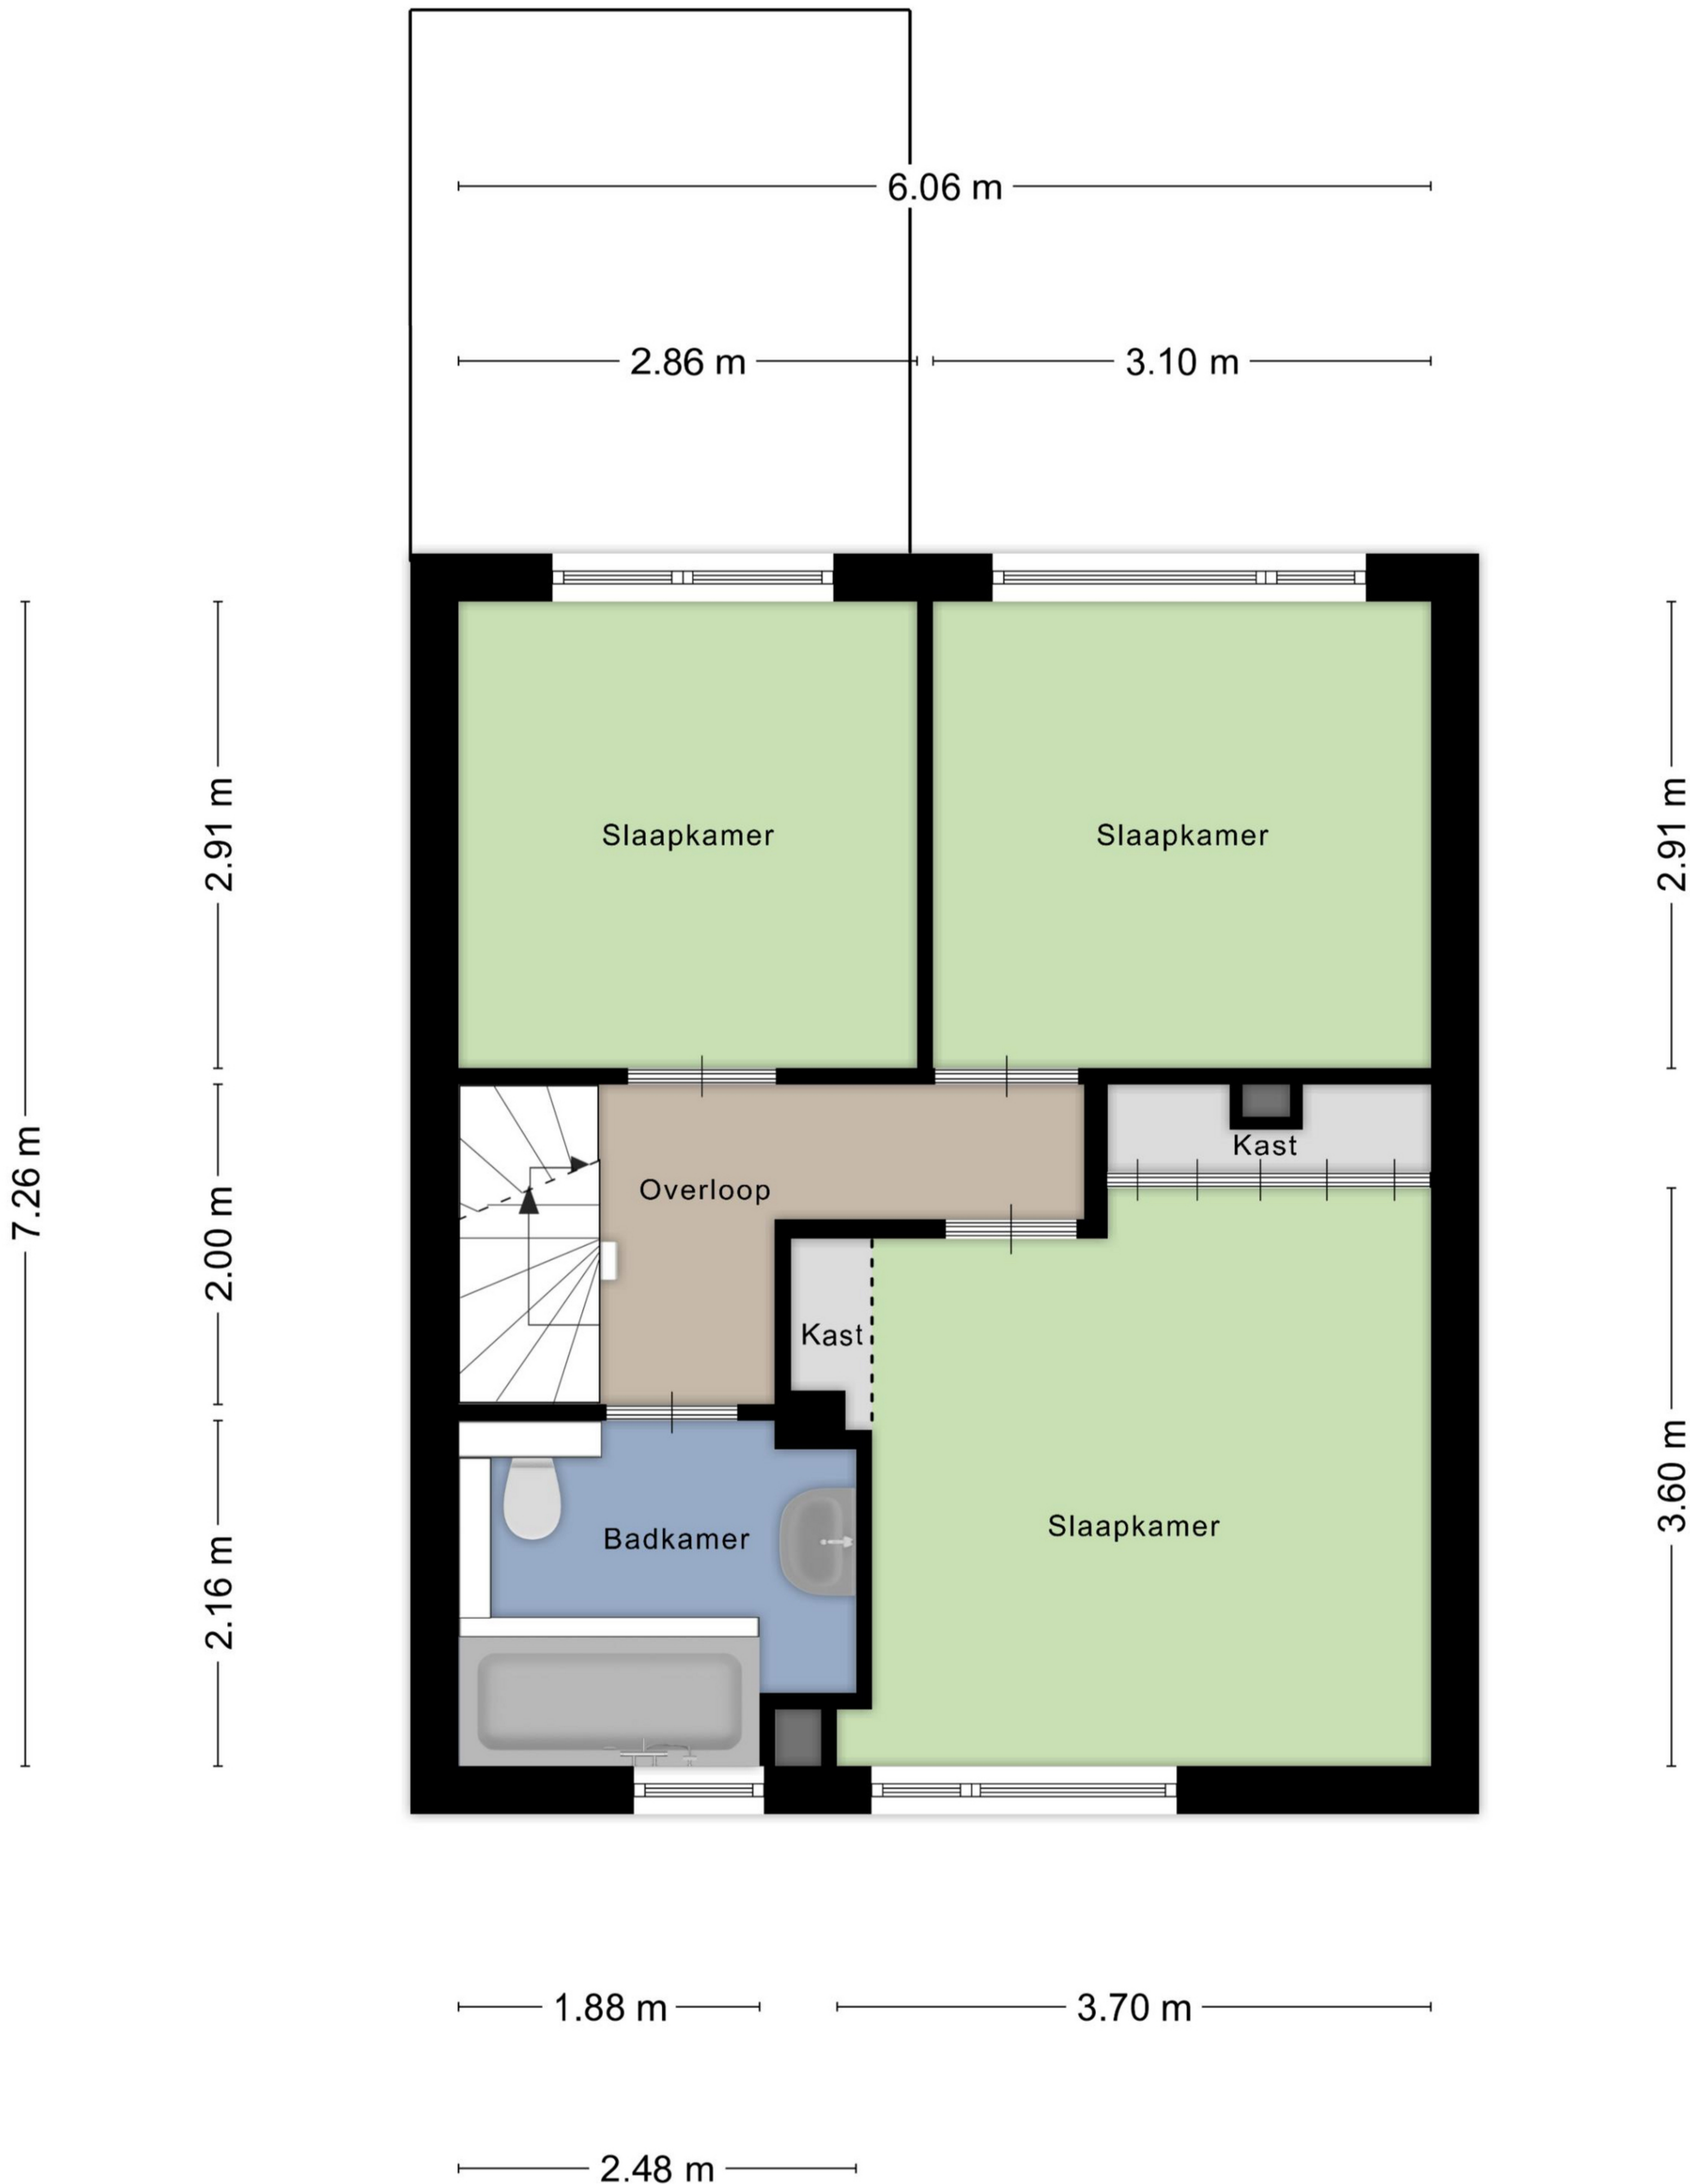 6.06 m
2.86 m
3.10 m
Slaapkamer
Slaapkamer
2.91 m
2.91 m
7.26 m
Kast
Overloop
2.00 m
Kast
3.60 m
Slaapkamer
Badkamer
2.16 m
1.88 m
3.70 m
2.48 m